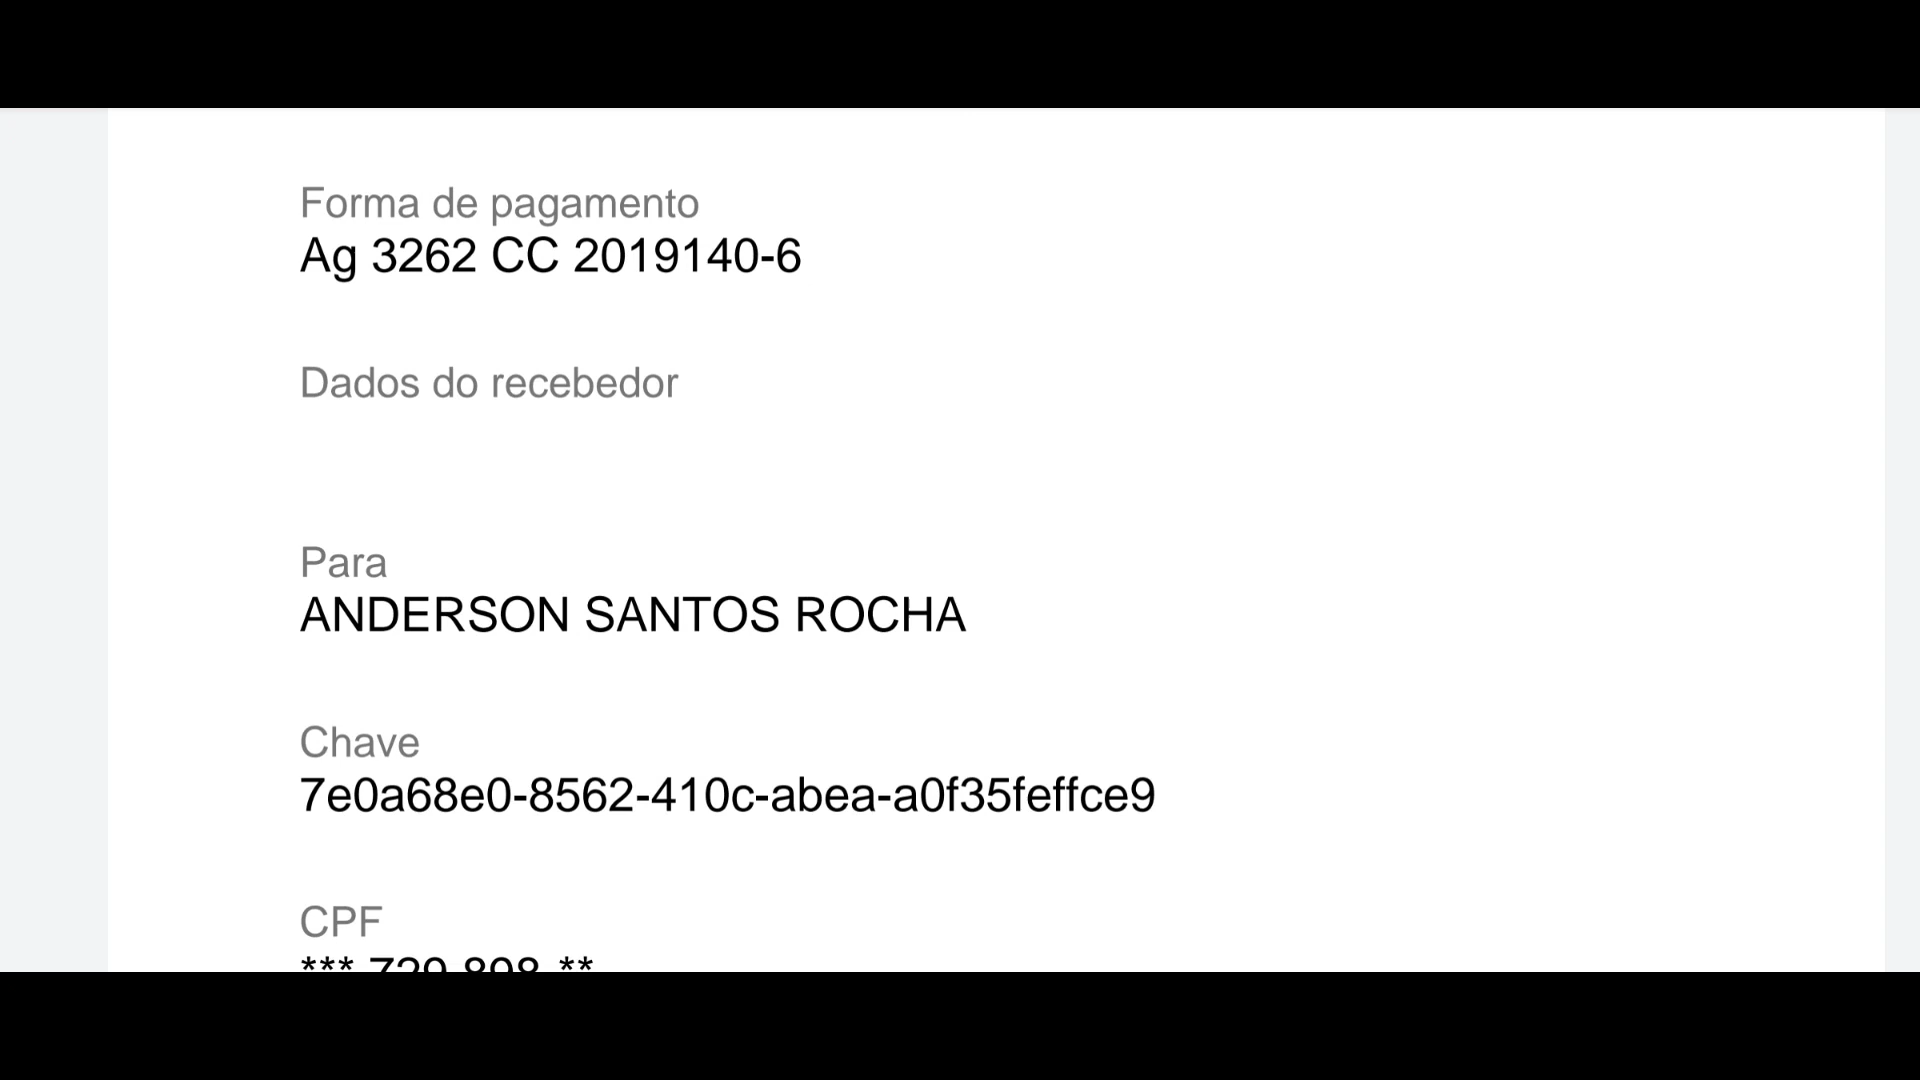 Forma de pagamento
Ag 3262 CC 2019140-6
Dados do recebedor
Para
ANDERSON SANTOS ROCHA
Chave
7e0a68e0-8562-410c-abea-a0f35feffce9
CPF